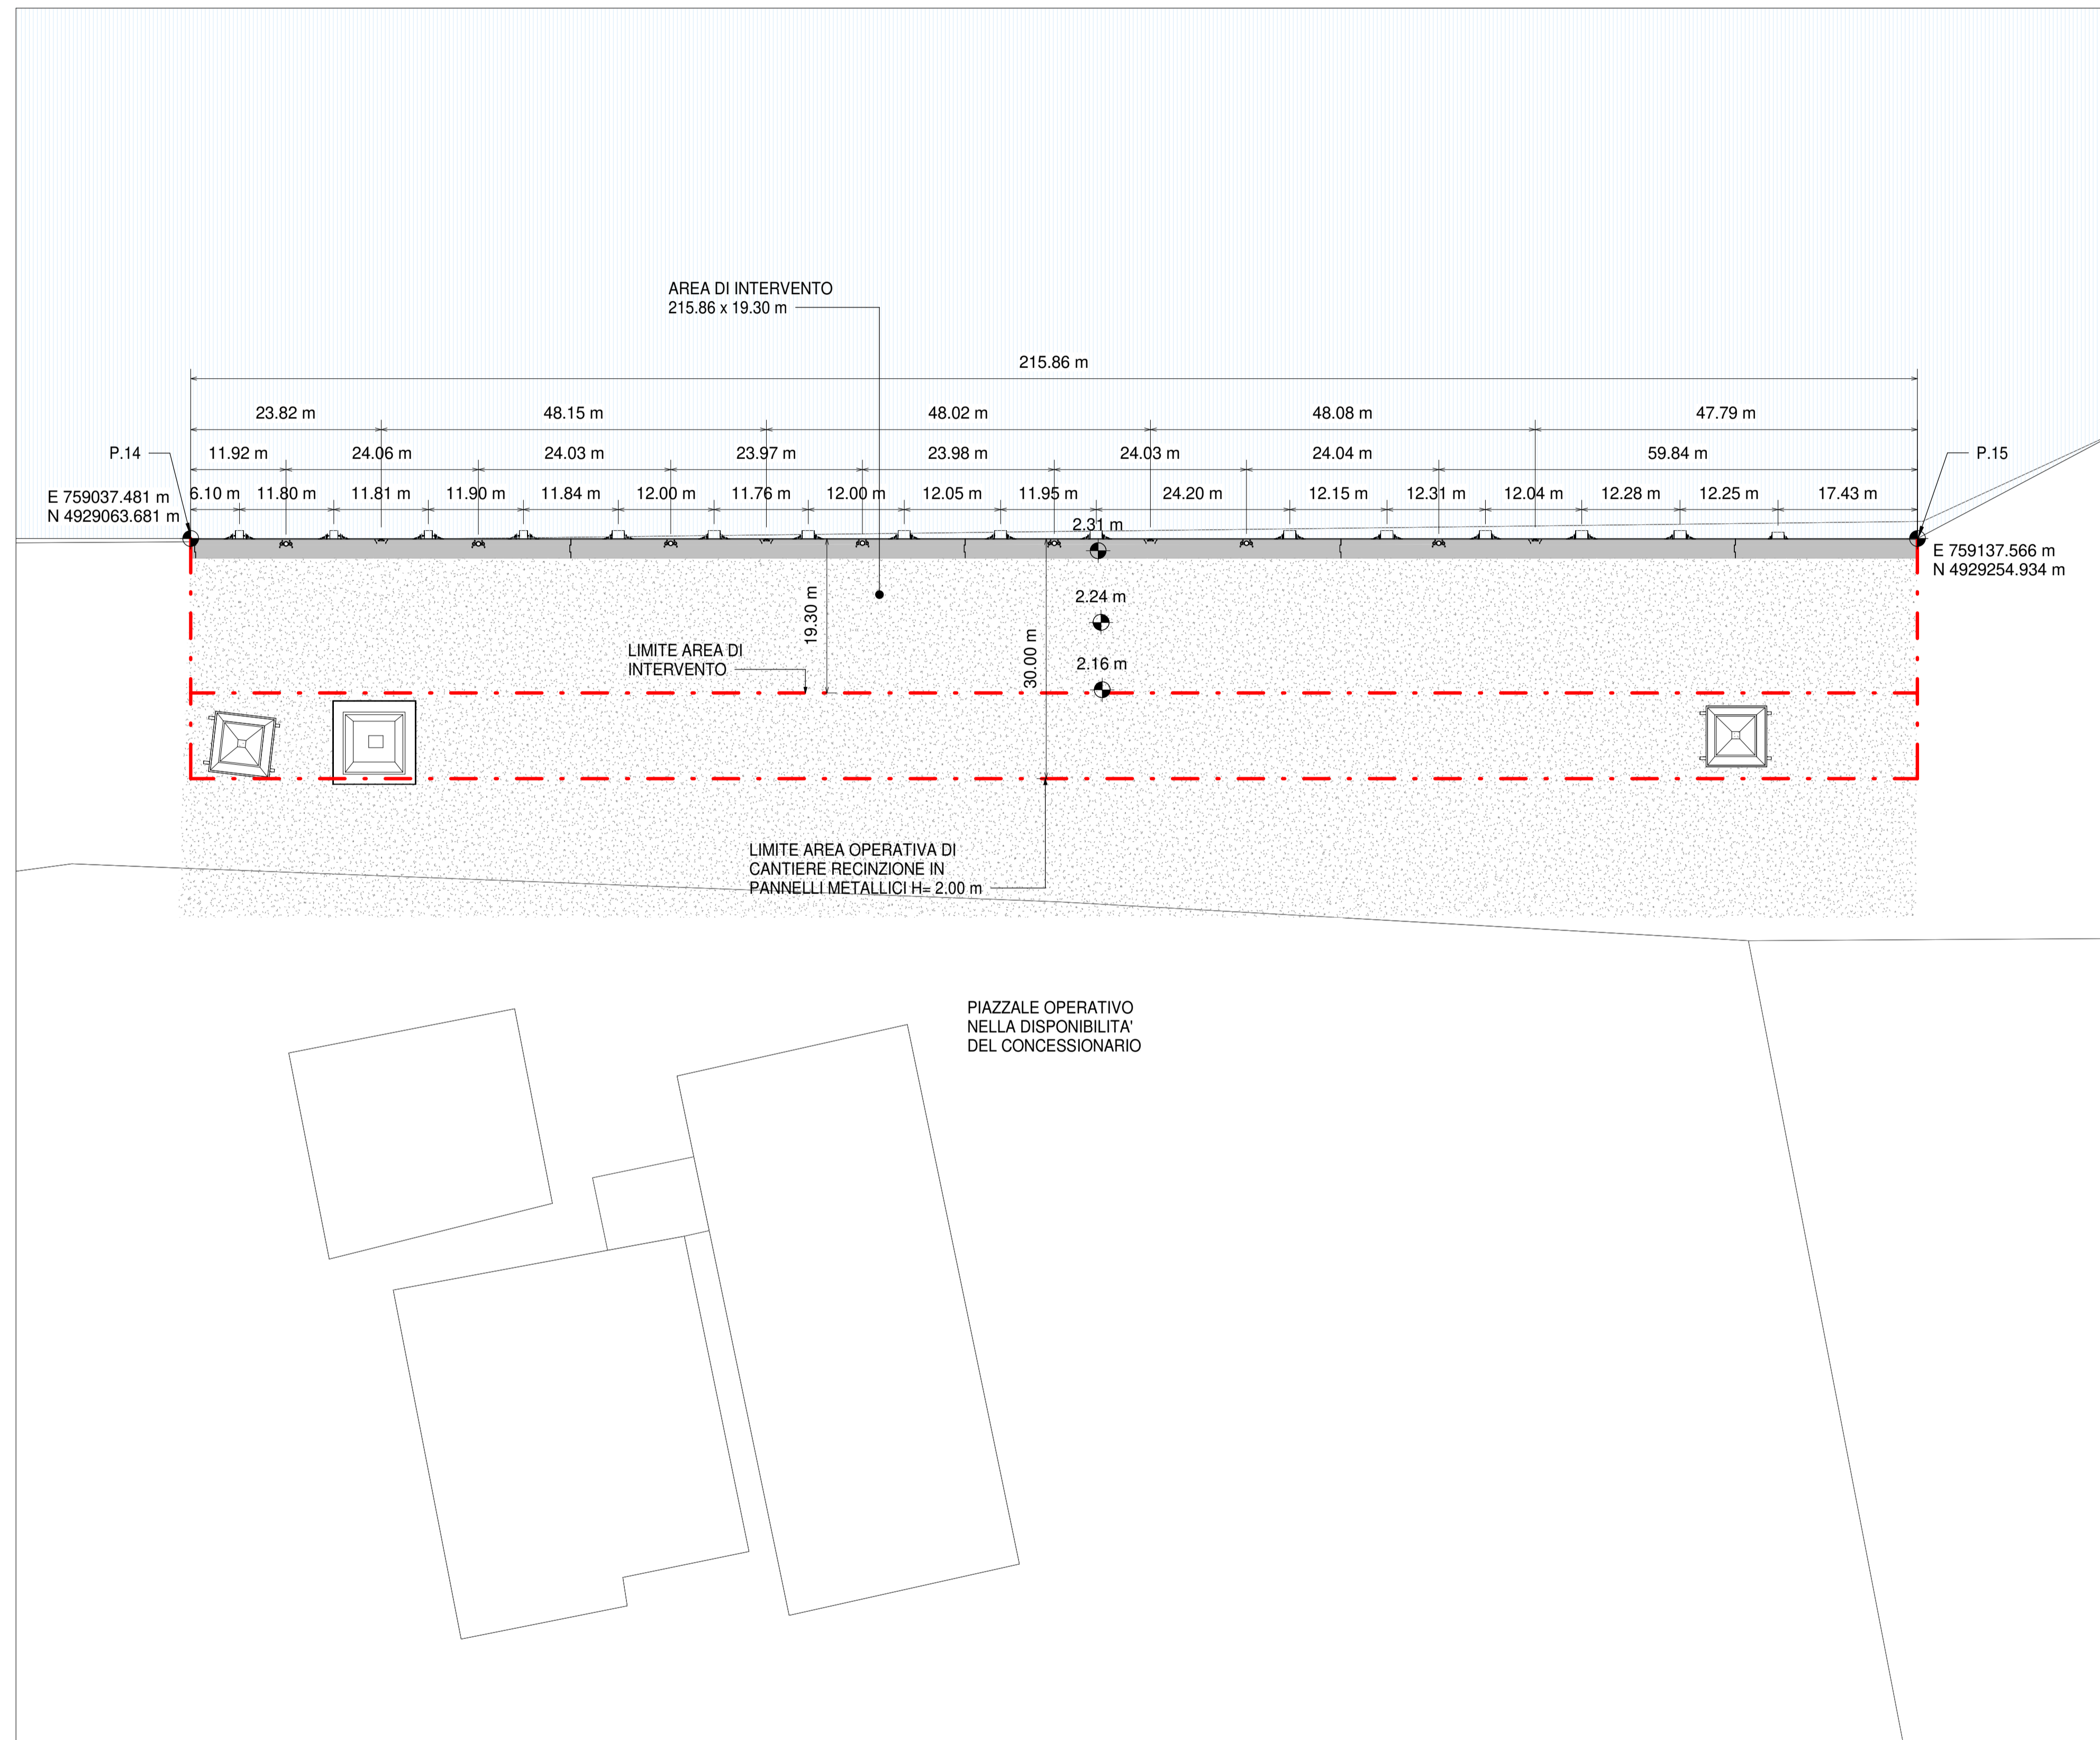 AREA DI INTERVENTO
215.86 x 19.30 m
215.86 m
23.82 m 48.15 m 48.02 m 48.08 m 47.79 m
P.14 11.92 m 24.06 m 24.03 m 23.97 m 23.98 m 24.03 m 24.04 m 59.84 m P.15
6.10 m 11.80 m 11.81 m 11.90 m 11.84 m 12.00 m 11.76 m 12.00 m 12.05 m 11.95 m 24.20 m 12.15 m 12.31 m 12.04 m 12.28 m 12.25 m 17.43 m
E 759037.481 m
N 4929063.681 m
2.31 m
E 759137.566 m
N 4929254.934 m
2.24 m
19.30 m
30.00 m
LIMITE AREA DI
INTERVENTO
2.16 m
LIMITE AREA OPERATIVA DI
CANTIERE RECINZIONE IN
PANNELLI METALLICI H= 2.00 m
PIAZZALE OPERATIVO
NELLA DISPONIBILITA'
DEL CONCESSIONARIO